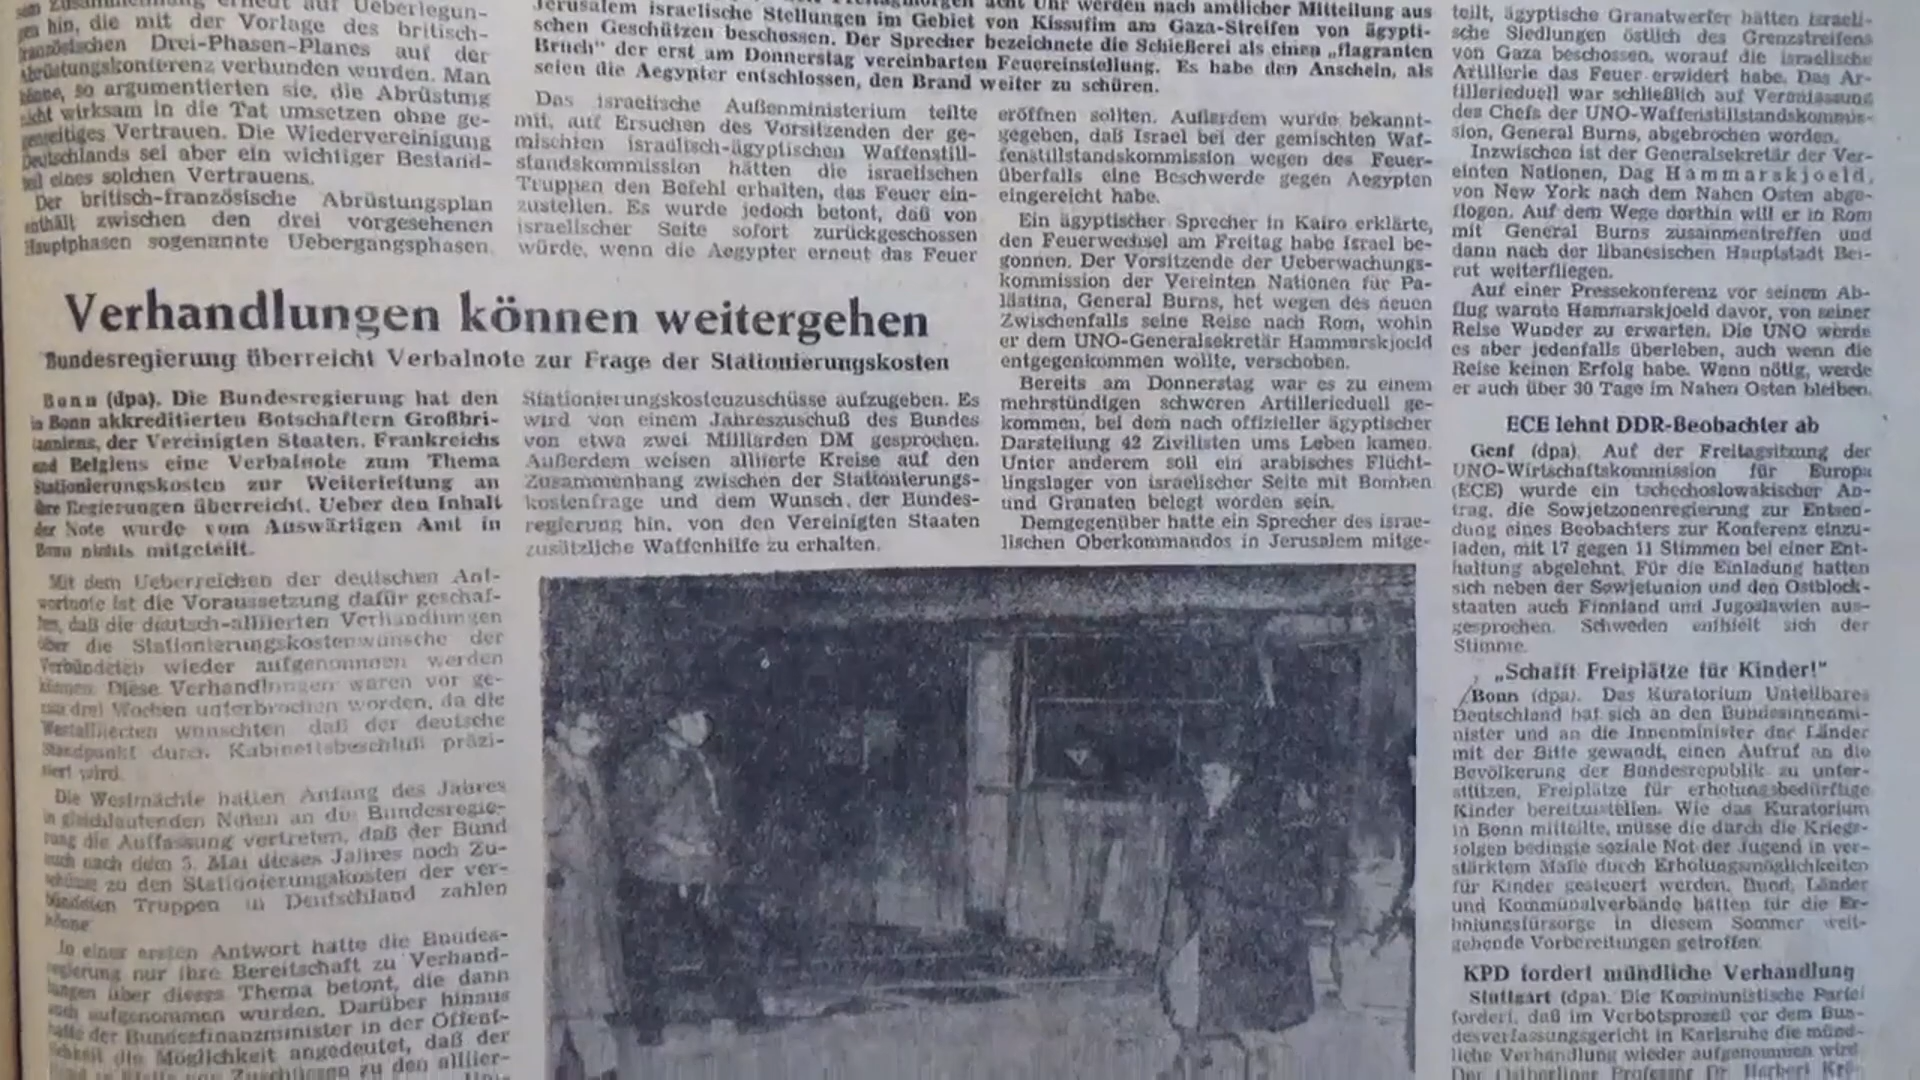 hin, die mit der Vorlage des britisch-
französischen Drei-Phasen-Planes auf der
Abrüstungskonferenz verbunden wurden. Man
könne, so argumentierten sie, die Abrüstung
nicht wirksam in die Tat umsetzen ohne ge-
genseitiges Vertrauen. Die Wiedervereinigung
Deutschlands sei aber ein wichtiger Bestand-
teil eines solchen Vertrauens.
Der britisch-französische Abrüstungsplan
enthält zwischen den drei vorgesehenen
Hauptphasen sogenannte Uebergangsphasen.
Jerusalem israelische Stellungen im Gebiet von Kissufim am Gaza-Streifen von ägypti-
schen Geschützen beschossen. Der Sprecher bezeichnete die Schießerei als einen „flagranten
Bruch" der erst am Donnerstag vereinbarten Feuereinstellung. Es habe den Anschein, als
seien die Aegypter entschlossen, den Brand weiter zu schüren.
Das israelische Außenministerium teilte
mit, auf Ersuchen des Vorsitzenden der ge-
mischten israelisch-ägyptischen Waffenstill-
standskommission hätten die israelischen
Truppen den Befehl erhalten, das Feuer ein-
zustellen. Es wurde jedoch betont, daß von
israelischer Seite sofort zurückgeschossen
würde, wenn die Aegypter erneut das Feuer
eröffnen sollten. Außerdem wurde bekannt-
gegeben, daß Israel bei der gemischten Waf-
fenstillstandskommission wegen des Feuer-
überfalls eine Beschwerde gegen Aegypten
eingereicht habe.
Ein ägyptischer Sprecher in Kairo erklärte,
den Feuerwechsel am Freitag habe Israel be-
gonnen. Der Vorsitzende der Ueberwachungs-
kommission der Vereinten Nationen für Pa-
lästina, General Burns, het wegen des neuen
Zwischenfalls seine Reise nach Rom, wohin
er dem UNO-Generalsekretär Hammarskjoeld
entgegenkommen wollte, verschoben.
Bereits am Donnerstag war es zu einem
mehrstündigen schweren Artillerieduell ge-
kommen, bei dem nach offizieller ägyptischer
Darstellung 42 Zivilisten ums Leben kamen.
Unter anderem soll ein arabisches Flücht-
lingslager von israelischer Seite mit Bomben
und Granaten belegt worden sein.
Demgegenüber hatte ein Sprecher des israe-
lischen Oberkommandos in Jerusalem mitge-
teilt, ägyptische Granatwerfer hätten israeli-
sche Siedlungen östlich des Grenzstreifens
von Gaza beschossen, worauf die israelische
Artillerie das Feuer erwidert habe. Das Ar-
tillerieduell war schließlich auf Veranlassung
des Chefs der UNO-Waffenstillstandskommis-
sion, General Burns, abgebrochen worden.
Inzwischen ist der Generalsekretär der Ver-
einten Nationen, Dag Hammarskjoeld,
von New York nach dem Nahen Osten abge-
flogen. Auf dem Wege dorthin will er in Rom
mit General Burns zusammentreffen und
dann nach der libanesischen Hauptstadt Bei-
rut weiterfliegen.
Auf einer Pressekonferenz vor seinem Ab-
flug warnte Hammarskjoeld davor, von seiner
Reise Wunder zu erwarten. Die UNO werde
es aber jedenfalls überleben, auch wenn die
Reise keinen Erfolg habe. Wenn nötig, werde
er auch über 30 Tage im Nahen Osten bleiben.
Verhandlungen können weitergehen
Bundesregierung überreicht Verbalnote zur Frage der Stationierungskosten
Bonn (dpa). Die Bundesregierung hat den
in Bonn akkreditierten Botschaftern Großbri-
tanniens, der Vereinigten Staaten, Frankreichs
und Belgiens eine Verbalnote zum Thema
Stationierungskosten zur Weiterleitung an
ihre Regierungen überreicht. Ueber den Inhalt
der Note wurde vom Auswärtigen Amt in
Bonn nichts mitgeteilt.
Mit dem Ueberreichen der deutschen Ant-
wortnote ist die Voraussetzung dafür geschaf-
fen, daß die deutsch-alliierten Verhandlungen
über die Stationierungskostenwünsche der
Verbündeten wieder aufgenommen werden
können. Diese Verhandlungen waren vor ge-
nau drei Wochen unterbrochen worden, da die
Westalliierten wünschten daß der deutsche
Standpunkt durch Kabinettsbeschluß präzi-
siert wird.
Die Westmächte hatten Anfang des Jahres
in gleichlautenden Noten an die Bundesregie-
rung die Auffassung vertreten, daß der Bund
auch nach dem 5. Mai dieses Jahres noch Zu-
schüsse zu den Stationierungskosten der ver-
bündeten Truppen in Deutschland zahlen
könne
In einer ersten Antwort hatte die Bundes-
regierung nur ihre Bereitschaft zu Verhand-
lungen über dieses Thema betont, die dann
auch aufgenommen wurden. Darüber hinaus
hatte der Bundesfinanzminister in der Öffent-
lichkeit die Möglichkeit angedeutet, daß der
Zuschüssen zu den alliier-
Stationierungskostenzuschüsse aufzugeben. Es
wird von einem Jahreszuschuß des Bundes
von etwa zwei Milliarden DM gesprochen.
Außerdem weisen alliierte Kreise auf den
Zusammenhang zwischen der Stationierungs-
kostenfrage und dem Wunsch der Bundes-
regierung hin, von den Vereinigten Staaten
zusätzliche Waffenhilfe zu erhalten.
ECE lehnt DDR-Beobachter ab
Genf (dpa). Auf der Freitagsitzung der
UNO-Wirtschaftskommission für Europa
(ECE) wurde ein tschechoslowakischer An-
trag, die Sowjetzonenregierung zur Entsen-
dung eines Beobachters zur Konferenz einzu-
laden, mit 17 gegen 11 Stimmen bei einer Ent-
haltung abgelehnt. Für die Einladung hatten
sich neben der Sowjetunion und den Ostblock-
staaten auch Finnland und Jugoslawien aus-
gesprochen. Schweden enthielt sich der
Stimme.
„Schafft Freiplätze für Kinder!"
Bonn (dpa). Das Kuratorium Unteilbares
Deutschland hat sich an den Bundesinnenmi-
nister und an die Innenminister der Länder
mit der Bitte gewandt, einen Aufruf an die
Bevölkerung der Bundesrepublik zu unter-
stützen, Freiplätze für erholungsbedürftige
Kinder bereitzustellen. Wie das Kuratorium
in Bonn mitteilte, müsse die durch die Kriegs-
folgen bedingte soziale Not der Jugend in ver-
stärktem Maße durch Erholungsmöglichkeiten
für Kinder gesteuert werden. Bund, Länder
und Kommunalverbände hätten für die Er-
holungsfürsorge in diesem Sommer weit-
gehende Vorbereitungen getroffen.
KPD fordert mündliche Verhandlung
Stuttgart (dpa). Die Kommunistische Partei
fordert, daß im Verbotsprozeß vor dem Bun-
desverfassungsgericht in Karlsruhe die münd-
liche Verhandlung wieder aufgenommen wird
Der Ostberliner Professor Dr. Herbert Krö-